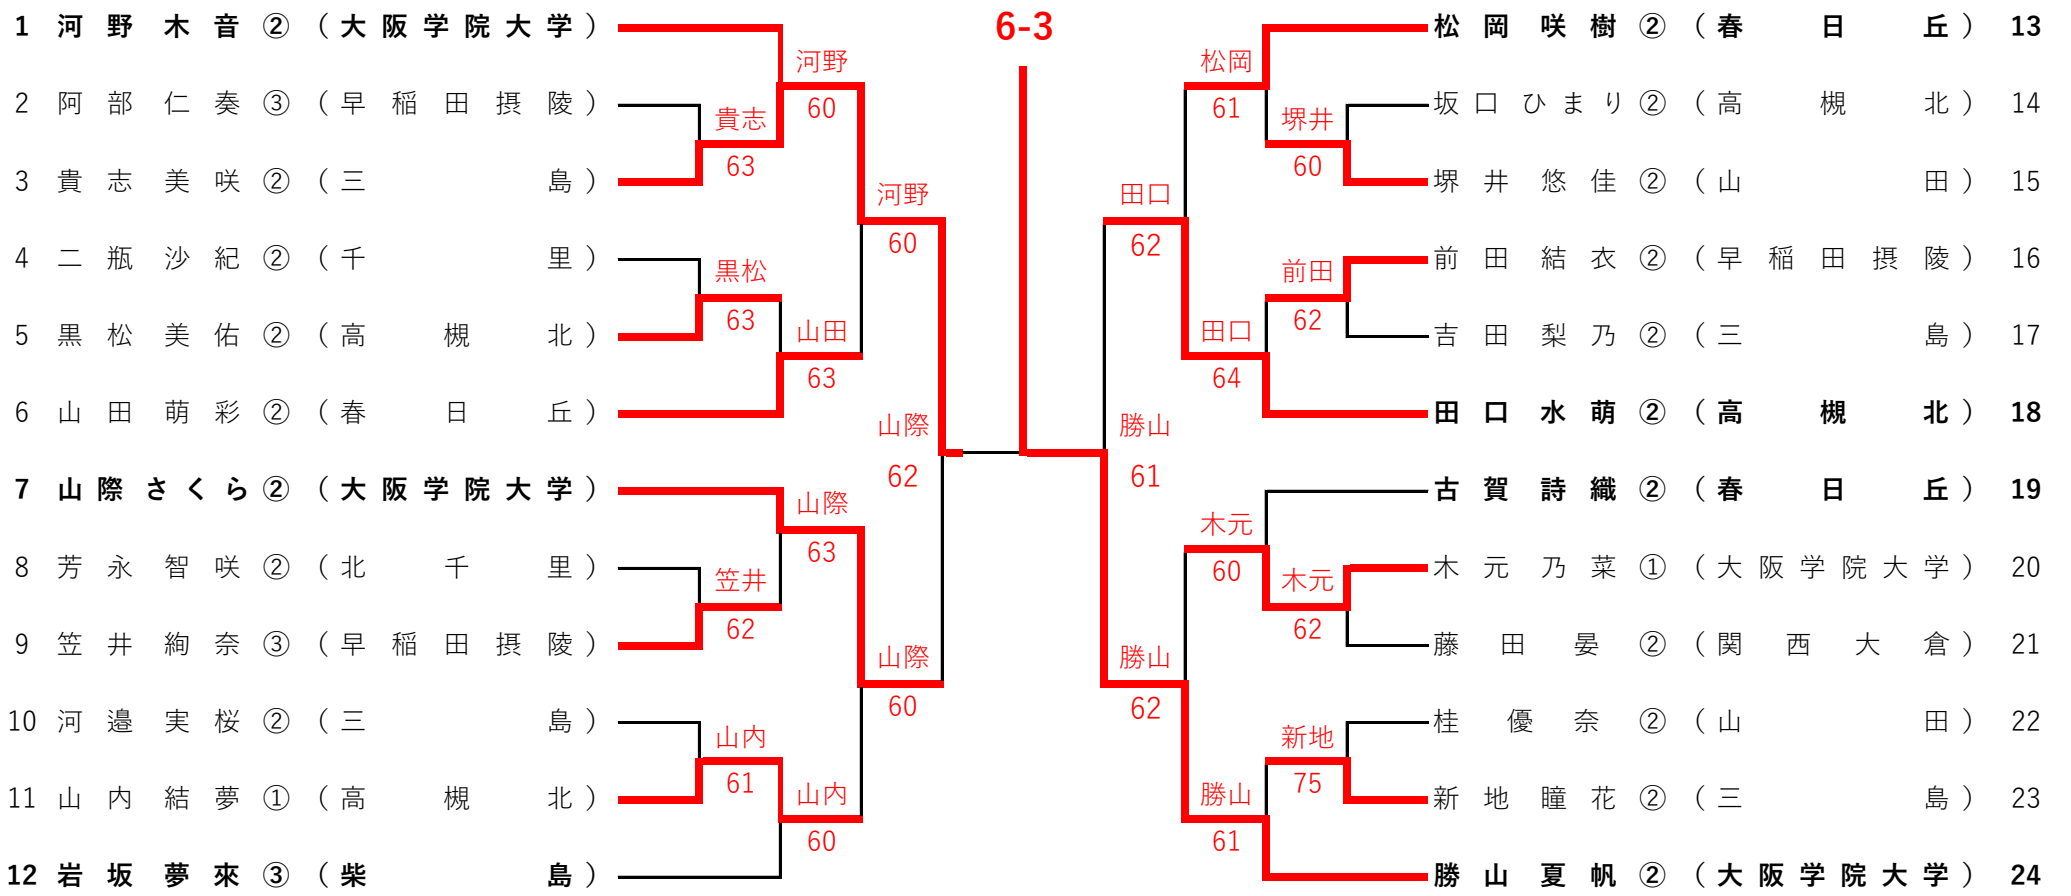 6-3
1 河野木音② （大阪学院大学）
2 阿部仁奏③ （早稲田摂陵）
3 貴志美咲② （三島）
4 二瓶沙紀② （千里）
5 黒松美佑② （高槻北）
6 山田萌彩② （春日丘）
7 山際さくら② （大阪学院大学）
8 芳永智咲② （北千里）
9 笠井絢奈③ （早稲田摂陵）
10 河邉実桜② （三島）
11 山内結夢① （高槻北）
12 岩坂夢來③ （柴島）
貴志
63
黒松
63
笠井
62
山内
61
河野
60
山田
63
山際
63
山内
60
河野
60
山際
60
山際
62
勝山
61
田口
62
勝山
62
松岡
61
田口
64
木元
60
勝山
61
堺井
60
前田
62
木元
62
新地
75
松岡咲樹② （春日丘） 13
坂口ひまり② （高槻北） 14
堺井悠佳② （山田） 15
前田結衣② （早稲田摂陵） 16
吉田梨乃② （三島） 17
田口水萌② （高槻北） 18
古賀詩織② （春日丘） 19
木元乃菜① （大阪学院大学） 20
藤田晏② （関西大倉） 21
桂優奈② （山田） 22
新地瞳花② （三島） 23
勝山夏帆② （大阪学院大学） 24